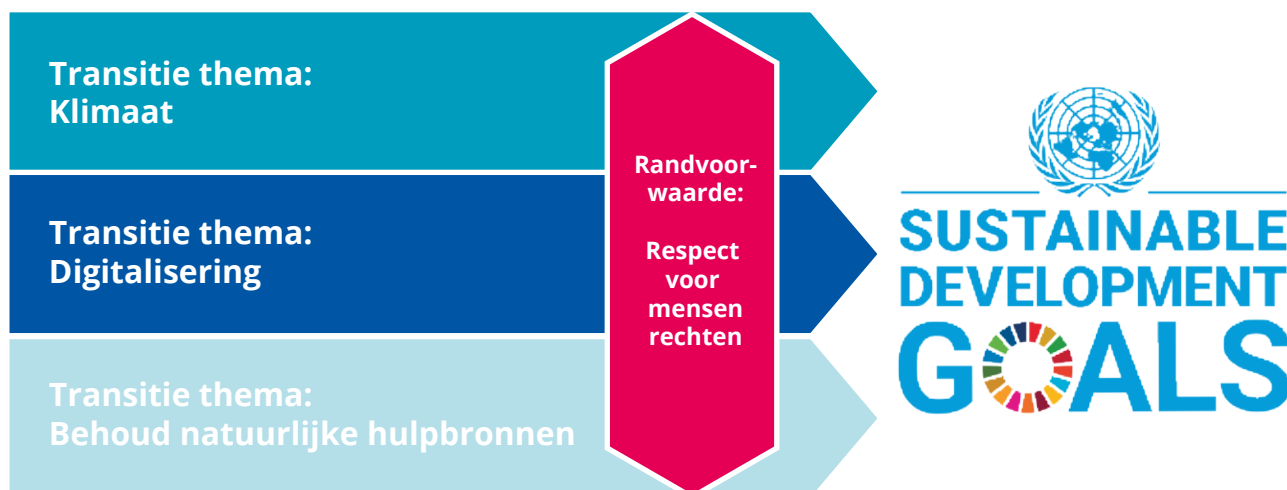 Transitie thema:
Klimaat
Transitie thema:
Digitalisering
Transitie thema:
Behoud natuurlijke hulpbronnen
Randvoor-
waarde:
Respect
voor
mensen
rechten
SUSTAINABLE
DEVELOPMENT
GOALS